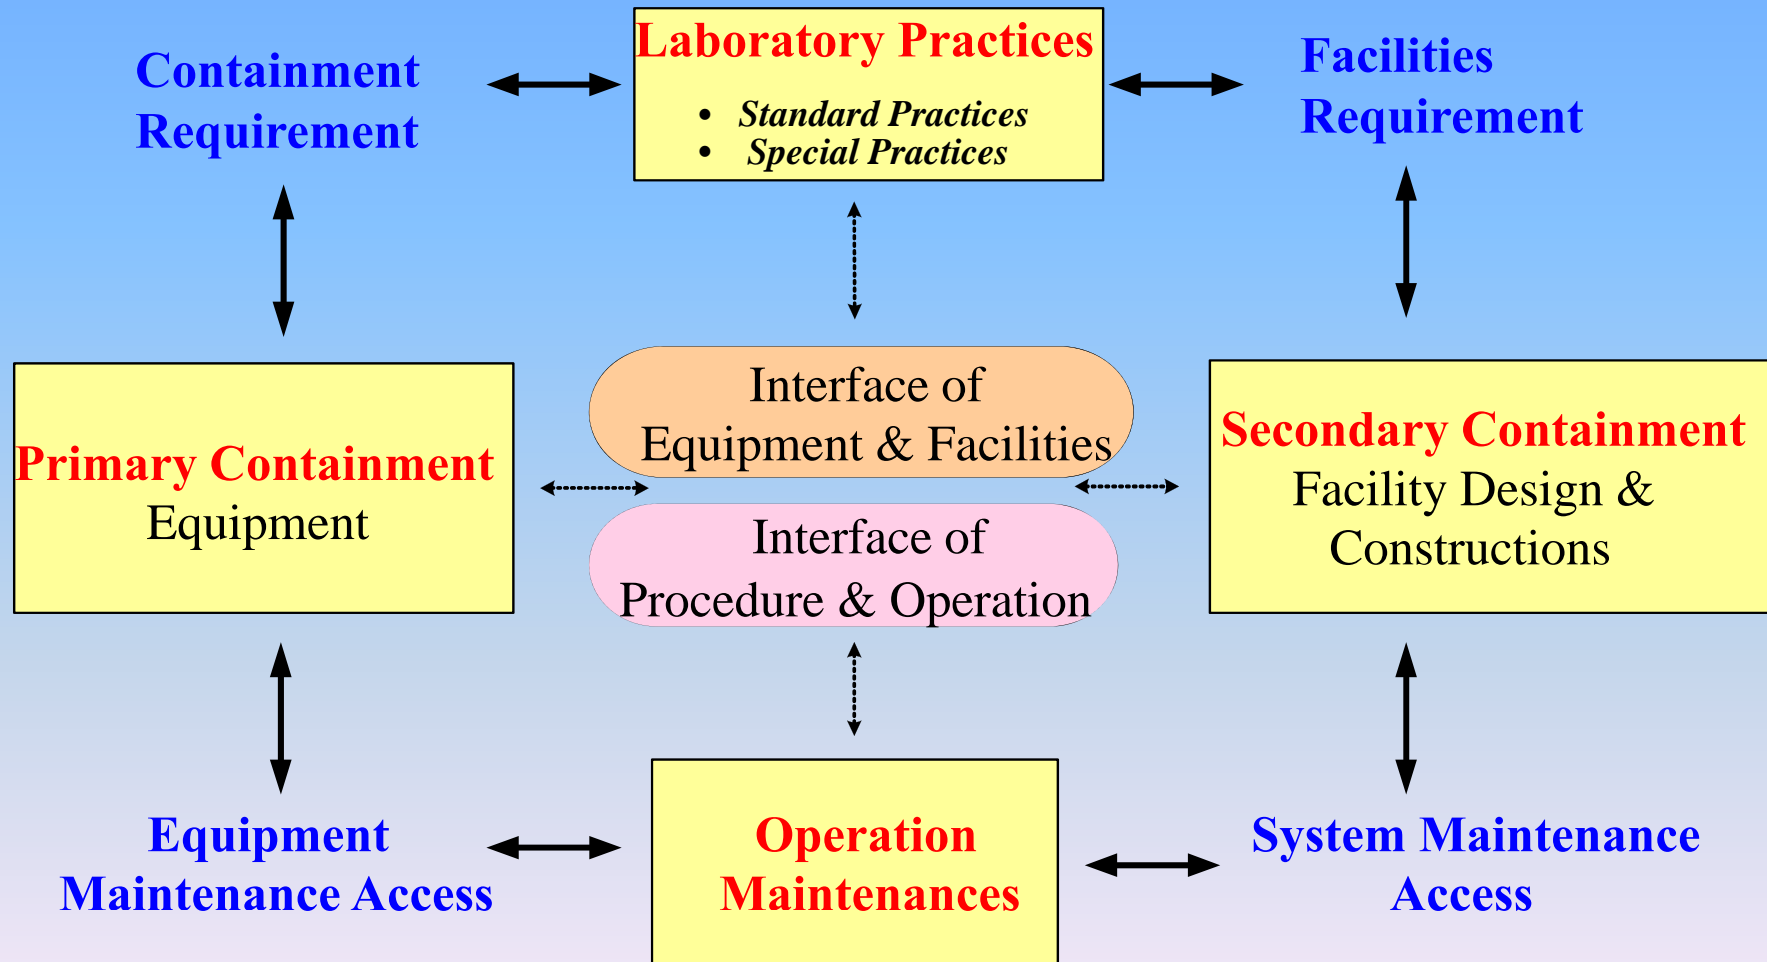 Laboratory Practices
• Standard Practices
• Special Practices
Containment
Requirement
Facilities
Requirement
Interface of
Equipment & Facilities
Primary Containment
Equipment
Secondary Containment
Facility Design &
Constructions
Interface of
Procedure & Operation
Equipment
Maintenance Access
Operation
Maintenances
System Maintenance
Access